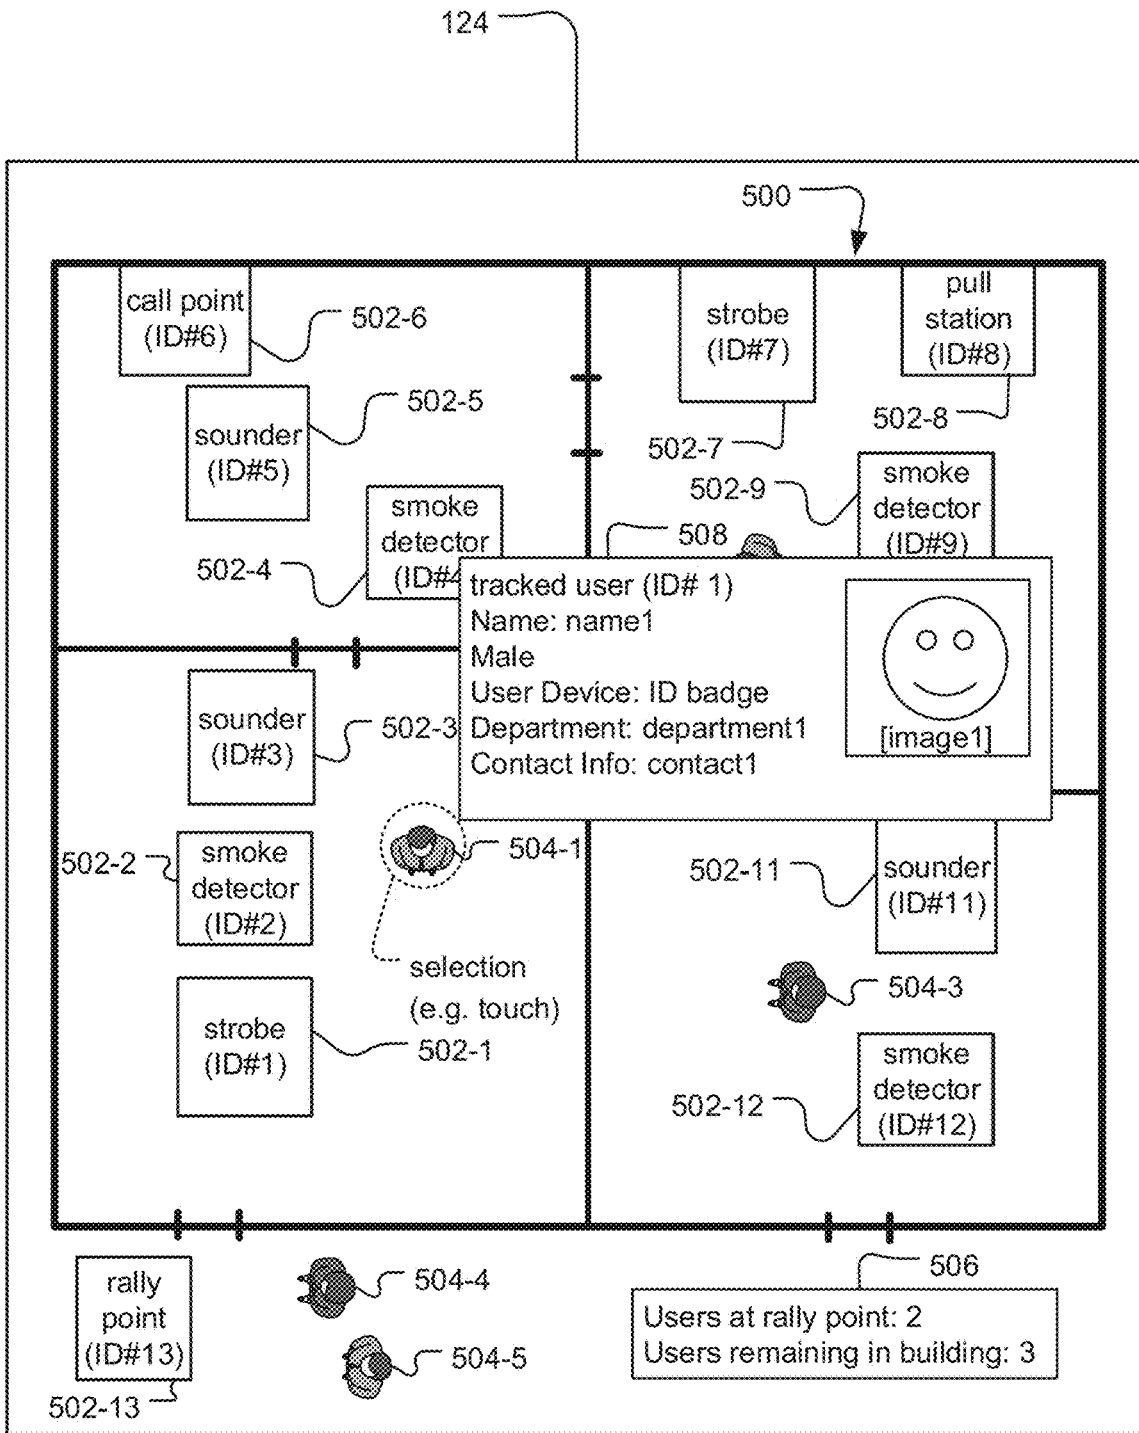 124
500
call point
(ID#6)
502-6
strobe
(ID#7)
pull
station
(ID#8)
502-5
502-8
sounder
(ID#5)
502-7
502-9
smoke
detector
(ID#9)
smoke
detector
(ID#4
508
502-4
tracked user (ID# 1)
Name: name1
Male
User Device: ID badge
Department: department1
Contact Info: contact1
[image1]
sounder
(ID#3)
502-3
502-2
smoke
detector
(ID#2)
504-1
502-11
sounder
(ID#11)
selection
(e.g. touch)
504-3
strobe
(ID#1)
502-1
smoke
detector
(ID#12)
502-12
506
rally
point
(ID#13)
504-4
Users at rally point: 2
Users remaining in building: 3
504-5
502-13